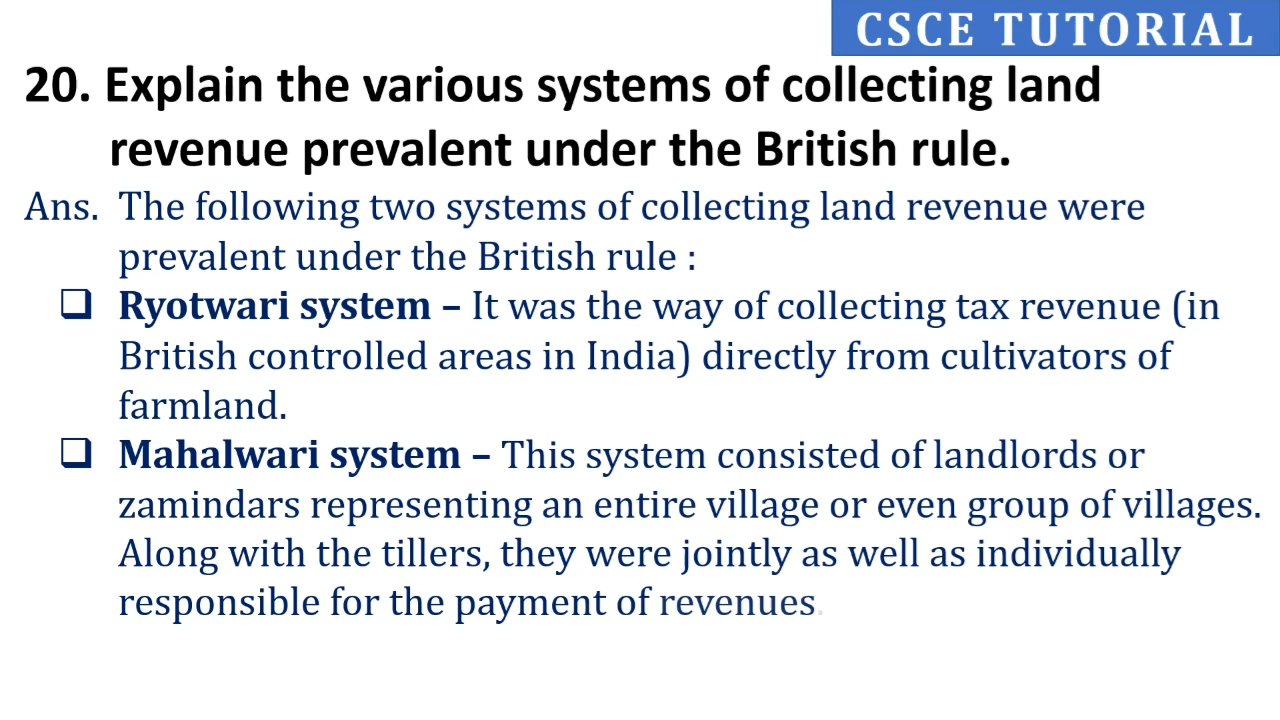 CSCE TUTORIAL
20. Explain the various systems of collecting land
revenue prevalent under the British rule.
Ans. The following two systems of collecting land revenue were
prevalent under the British rule :
❑ Ryotwari system – It was the way of collecting tax revenue (in
British controlled areas in India) directly from cultivators of
farmland.
❑ Mahalwari system – This system consisted of landlords or
zamindars representing an entire village or even group of villages.
Along with the tillers, they were jointly as well as individually
responsible for the payment of revenues.